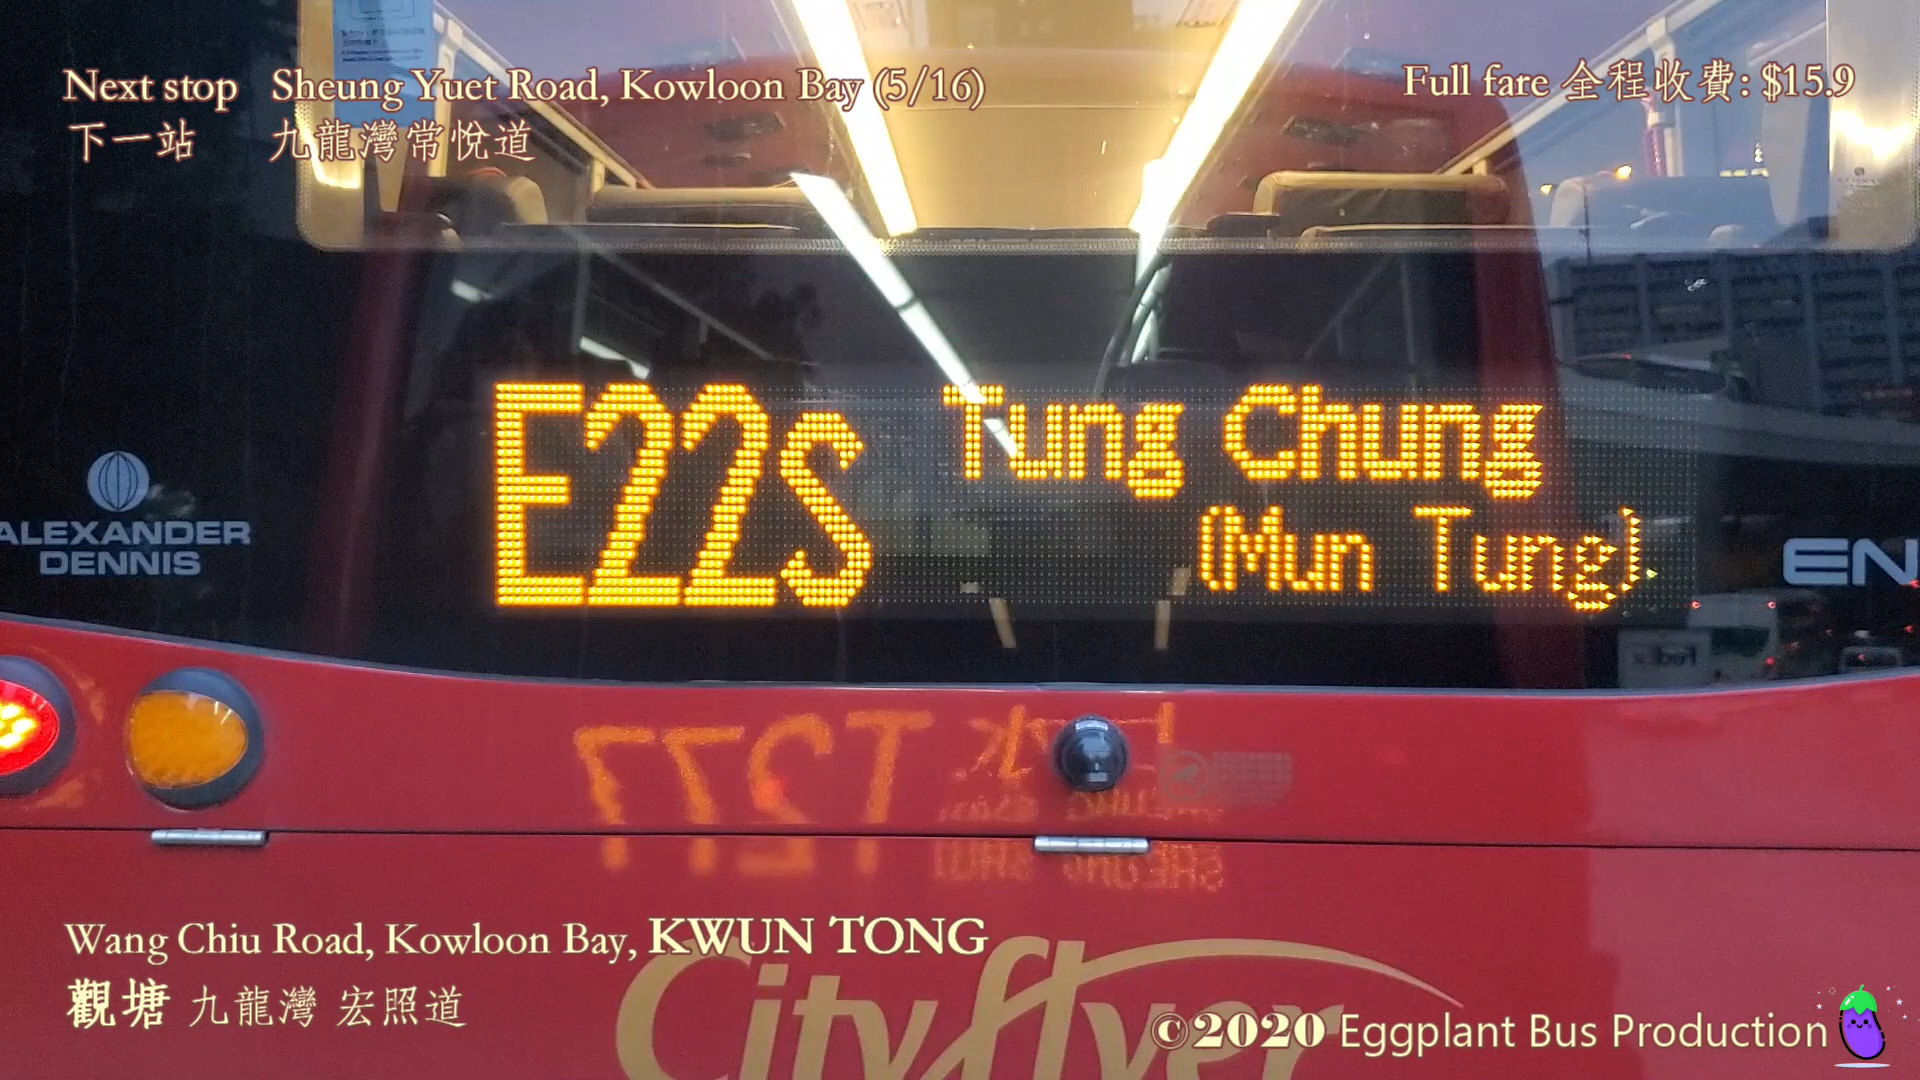 Next stop Sheung Yuet Road, Kowloon Bay (5/16)
下一站 九龍灣常悅道
Full fare 全程收費: $15.9
E22S Tung Chung
(Mun Tung)
ALEXANDER
DENNIS
EN
T277
Wang Chiu Road, Kowloon Bay, KWUN TONG
觀塘 九龍灣 宏照道
Cityflyer
©2020 Eggplant Bus Production